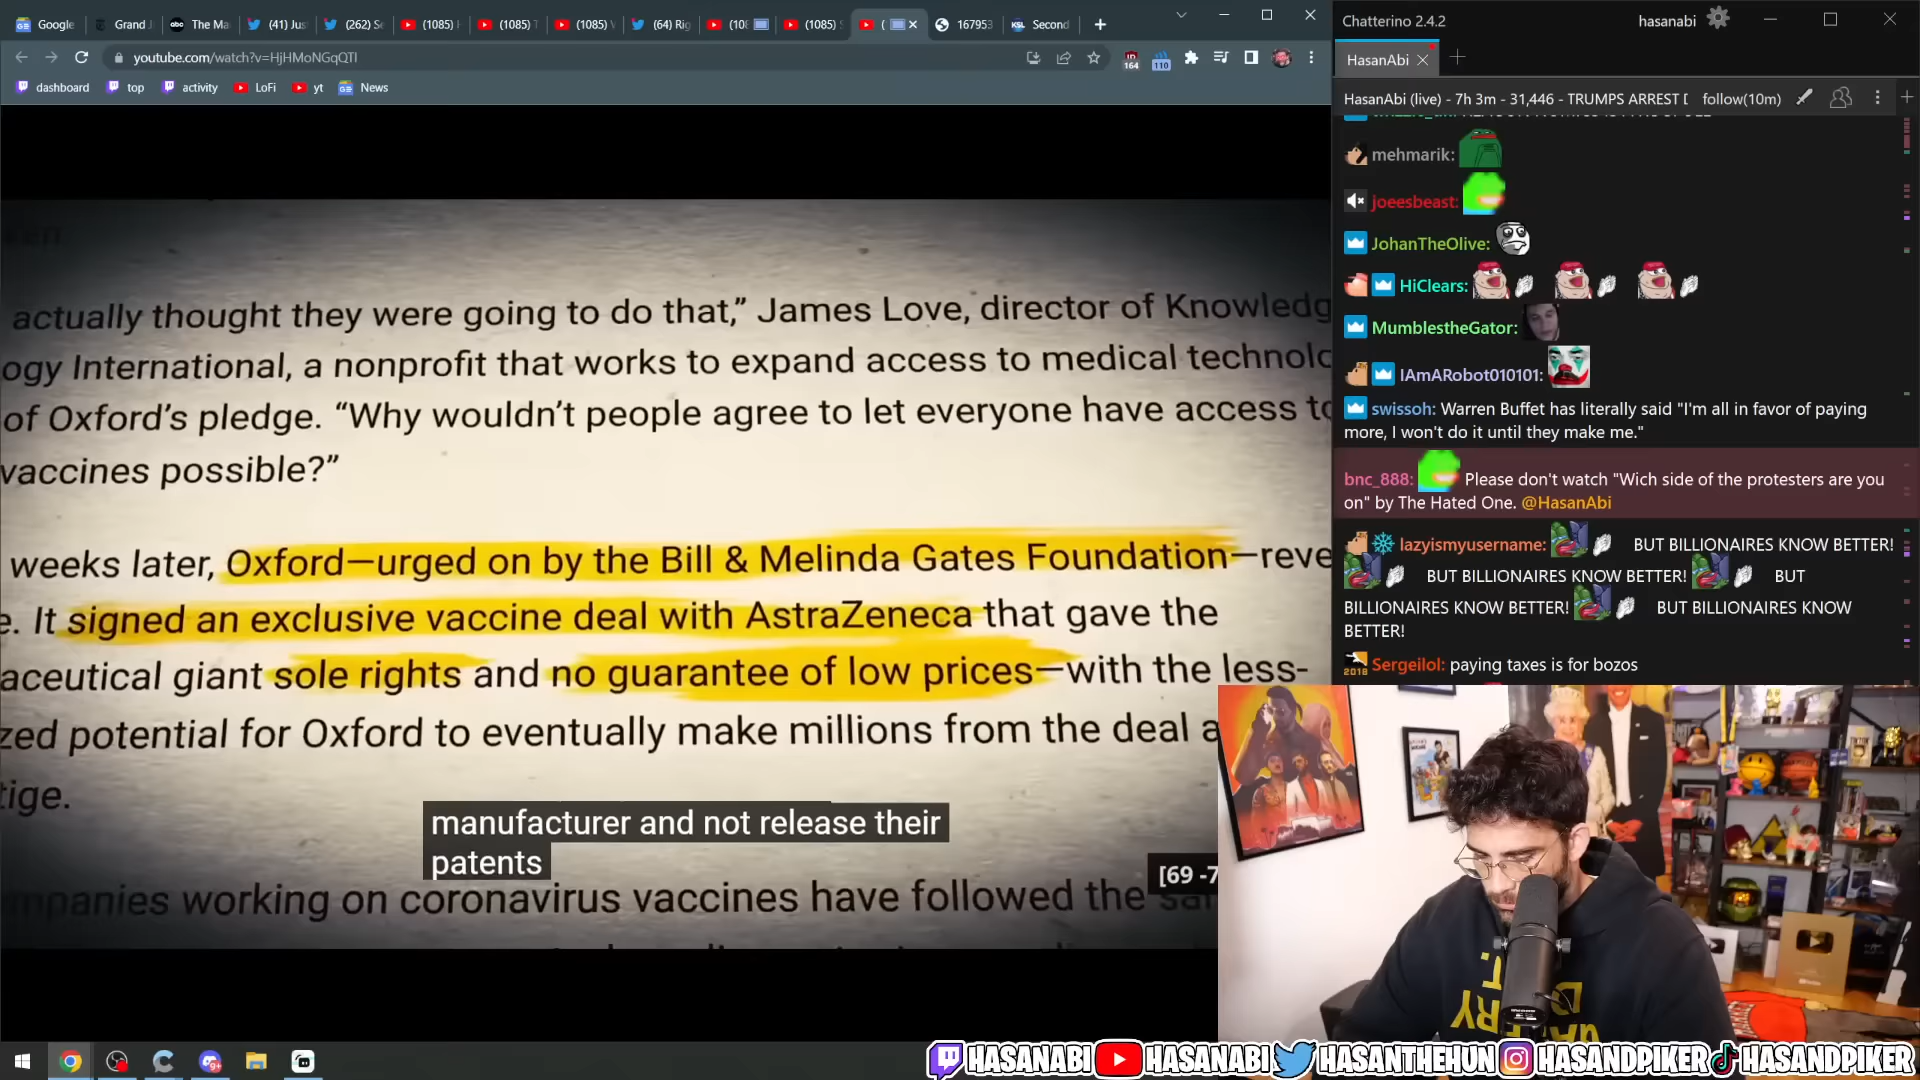 Google
Grand J
The Ma
(41) Jus
(262) Se
(1085)
(1085)
(1085)
(64) Rig
(108
(1085)
167953
Second
youtube.com/watch?v=HjHMoNGqQTI
164
110
dashboard
top
activity
LoFi
yt
News
actually thought they were going to do that,” James Love, director of Knowledg
ogy International, a nonprofit that works to expand access to medical technolo
of Oxford’s pledge. “Why wouldn’t people agree to let everyone have access to
vaccines possible?”
weeks later, Oxford—urged on by the Bill & Melinda Gates Foundation—reve
e. It signed an exclusive vaccine deal with AstraZeneca that gave the
aceutical giant sole rights and no guarantee of low prices—with the less-
zed potential for Oxford to eventually make millions from the deal a
tige.
manufacturer and not release their
patents
[69 -7
mpanies working on coronavirus vaccines have followed the sa
Chatterino 2.4.2
hasanabi
HasanAbi
HasanAbi (live) - 7h 3m - 31,446 - TRUMPS ARREST D
follow(10m)
mehmarik:
joeesbeast:
JohanTheOlive:
HiClears:
MumblestheGator:
IAmARobot010101:
swissoh: Warren Buffet has literally said "I'm all in favor of paying
more, I won't do it until they make me."
bnc_888: Please don't watch "Wich side of the protesters are you
on" by The Hated One. @HasanAbi
lazyismyusername: BUT BILLIONAIRES KNOW BETTER!
BUT BILLIONAIRES KNOW BETTER! BUT
BILLIONAIRES KNOW BETTER! BUT BILLIONAIRES KNOW
BETTER!
2018 Sergeilol: paying taxes is for bozos
HASANABI HASANABI HASANTHEHUN HASANDPIKER HASANDPIKER